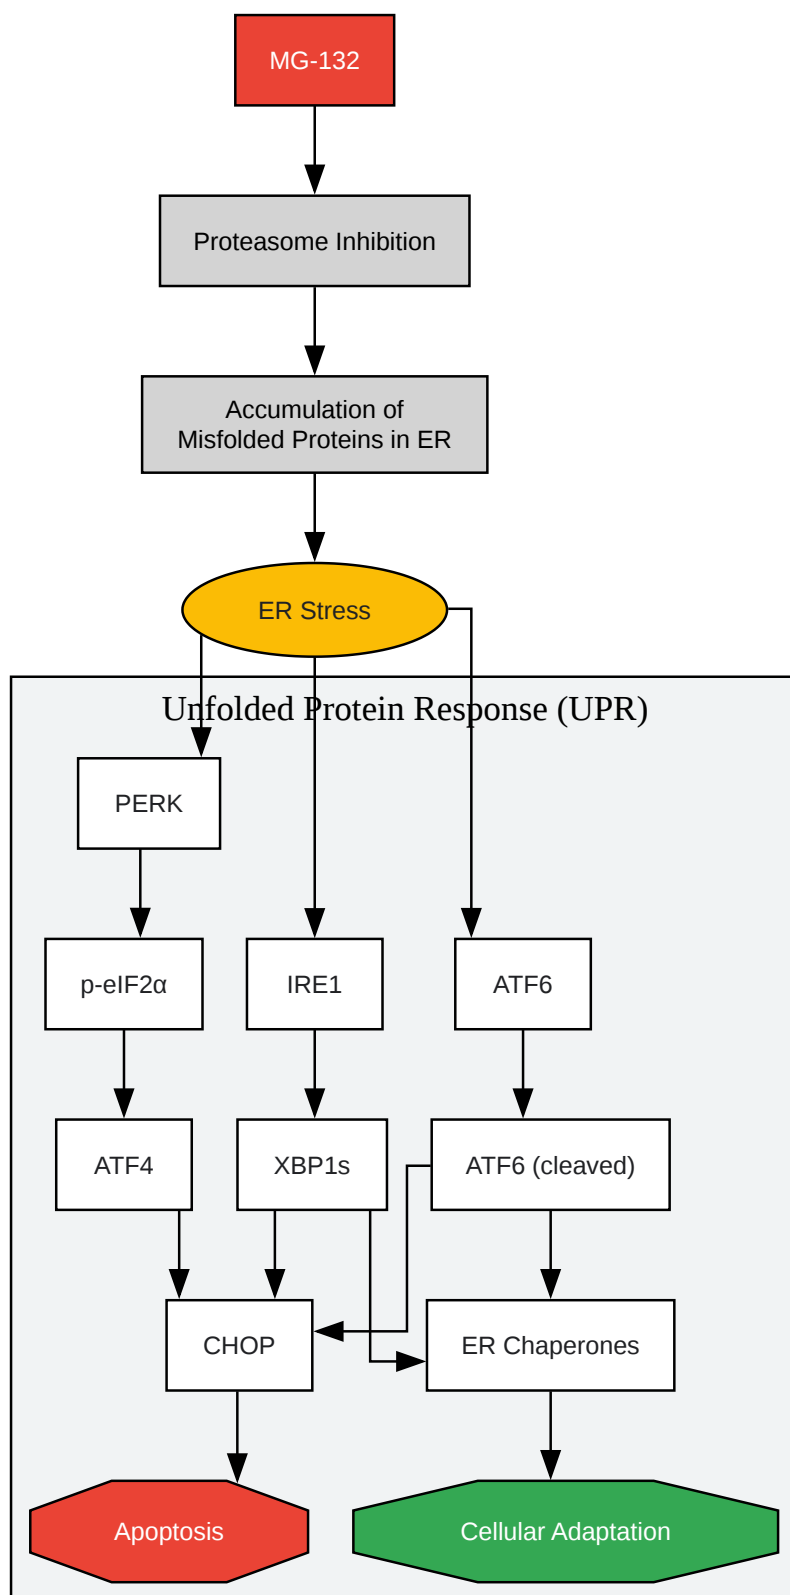 MG-132
Proteasome Inhibition
Accumulation of
Misfolded Proteins in ER
ER Stress
Unfolded Protein Response (UPR)
PERK
p-eIF2α
IRE1
ATF6
ATF4
XBP1s
ATF6 (cleaved)
CHOP
ER Chaperones
Apoptosis
Cellular Adaptation